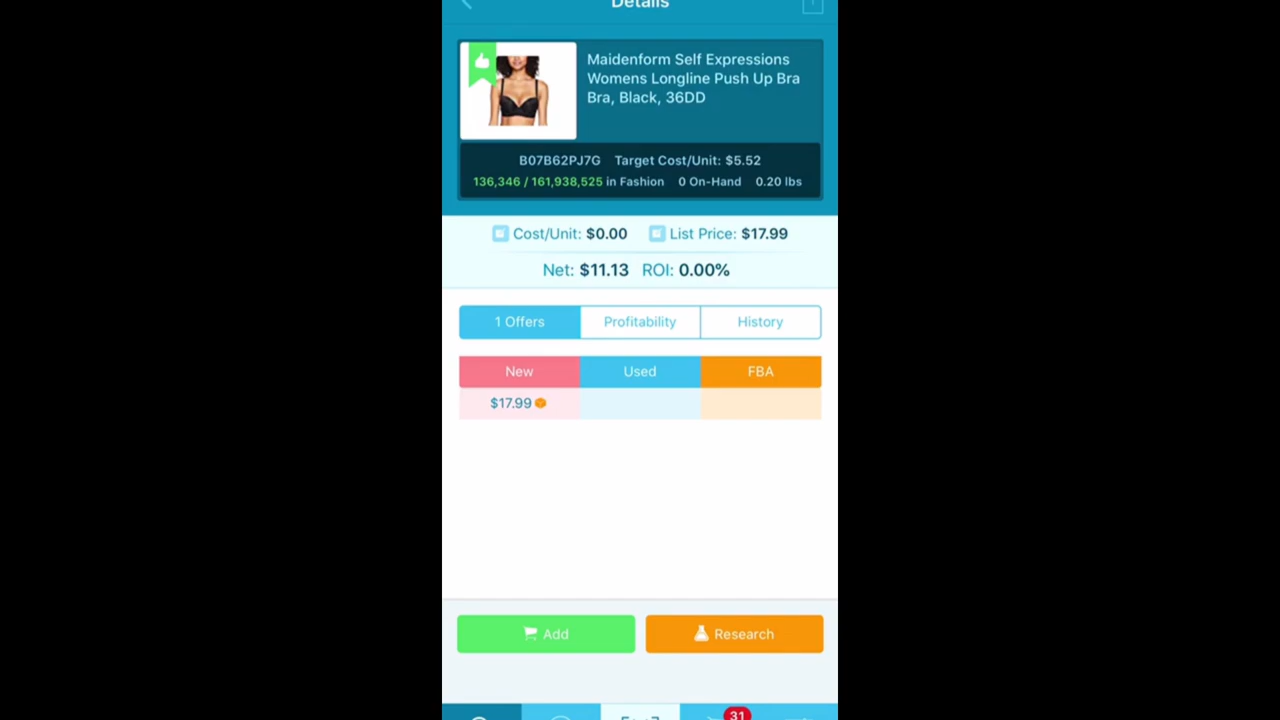 Details
Maidenform Self Expressions
Womens Longline Push Up Bra
Bra, Black, 36DD
B07B62PJ7G Target Cost/Unit: $5.52
136,346 / 161,938,525 in Fashion 0 On-Hand 0.20 lbs
Cost/Unit: $0.00 List Price: $17.99
Net: $11.13 ROI: 0.00%
1 Offers Profitability History
New Used FBA
$17.99
Add Research
31